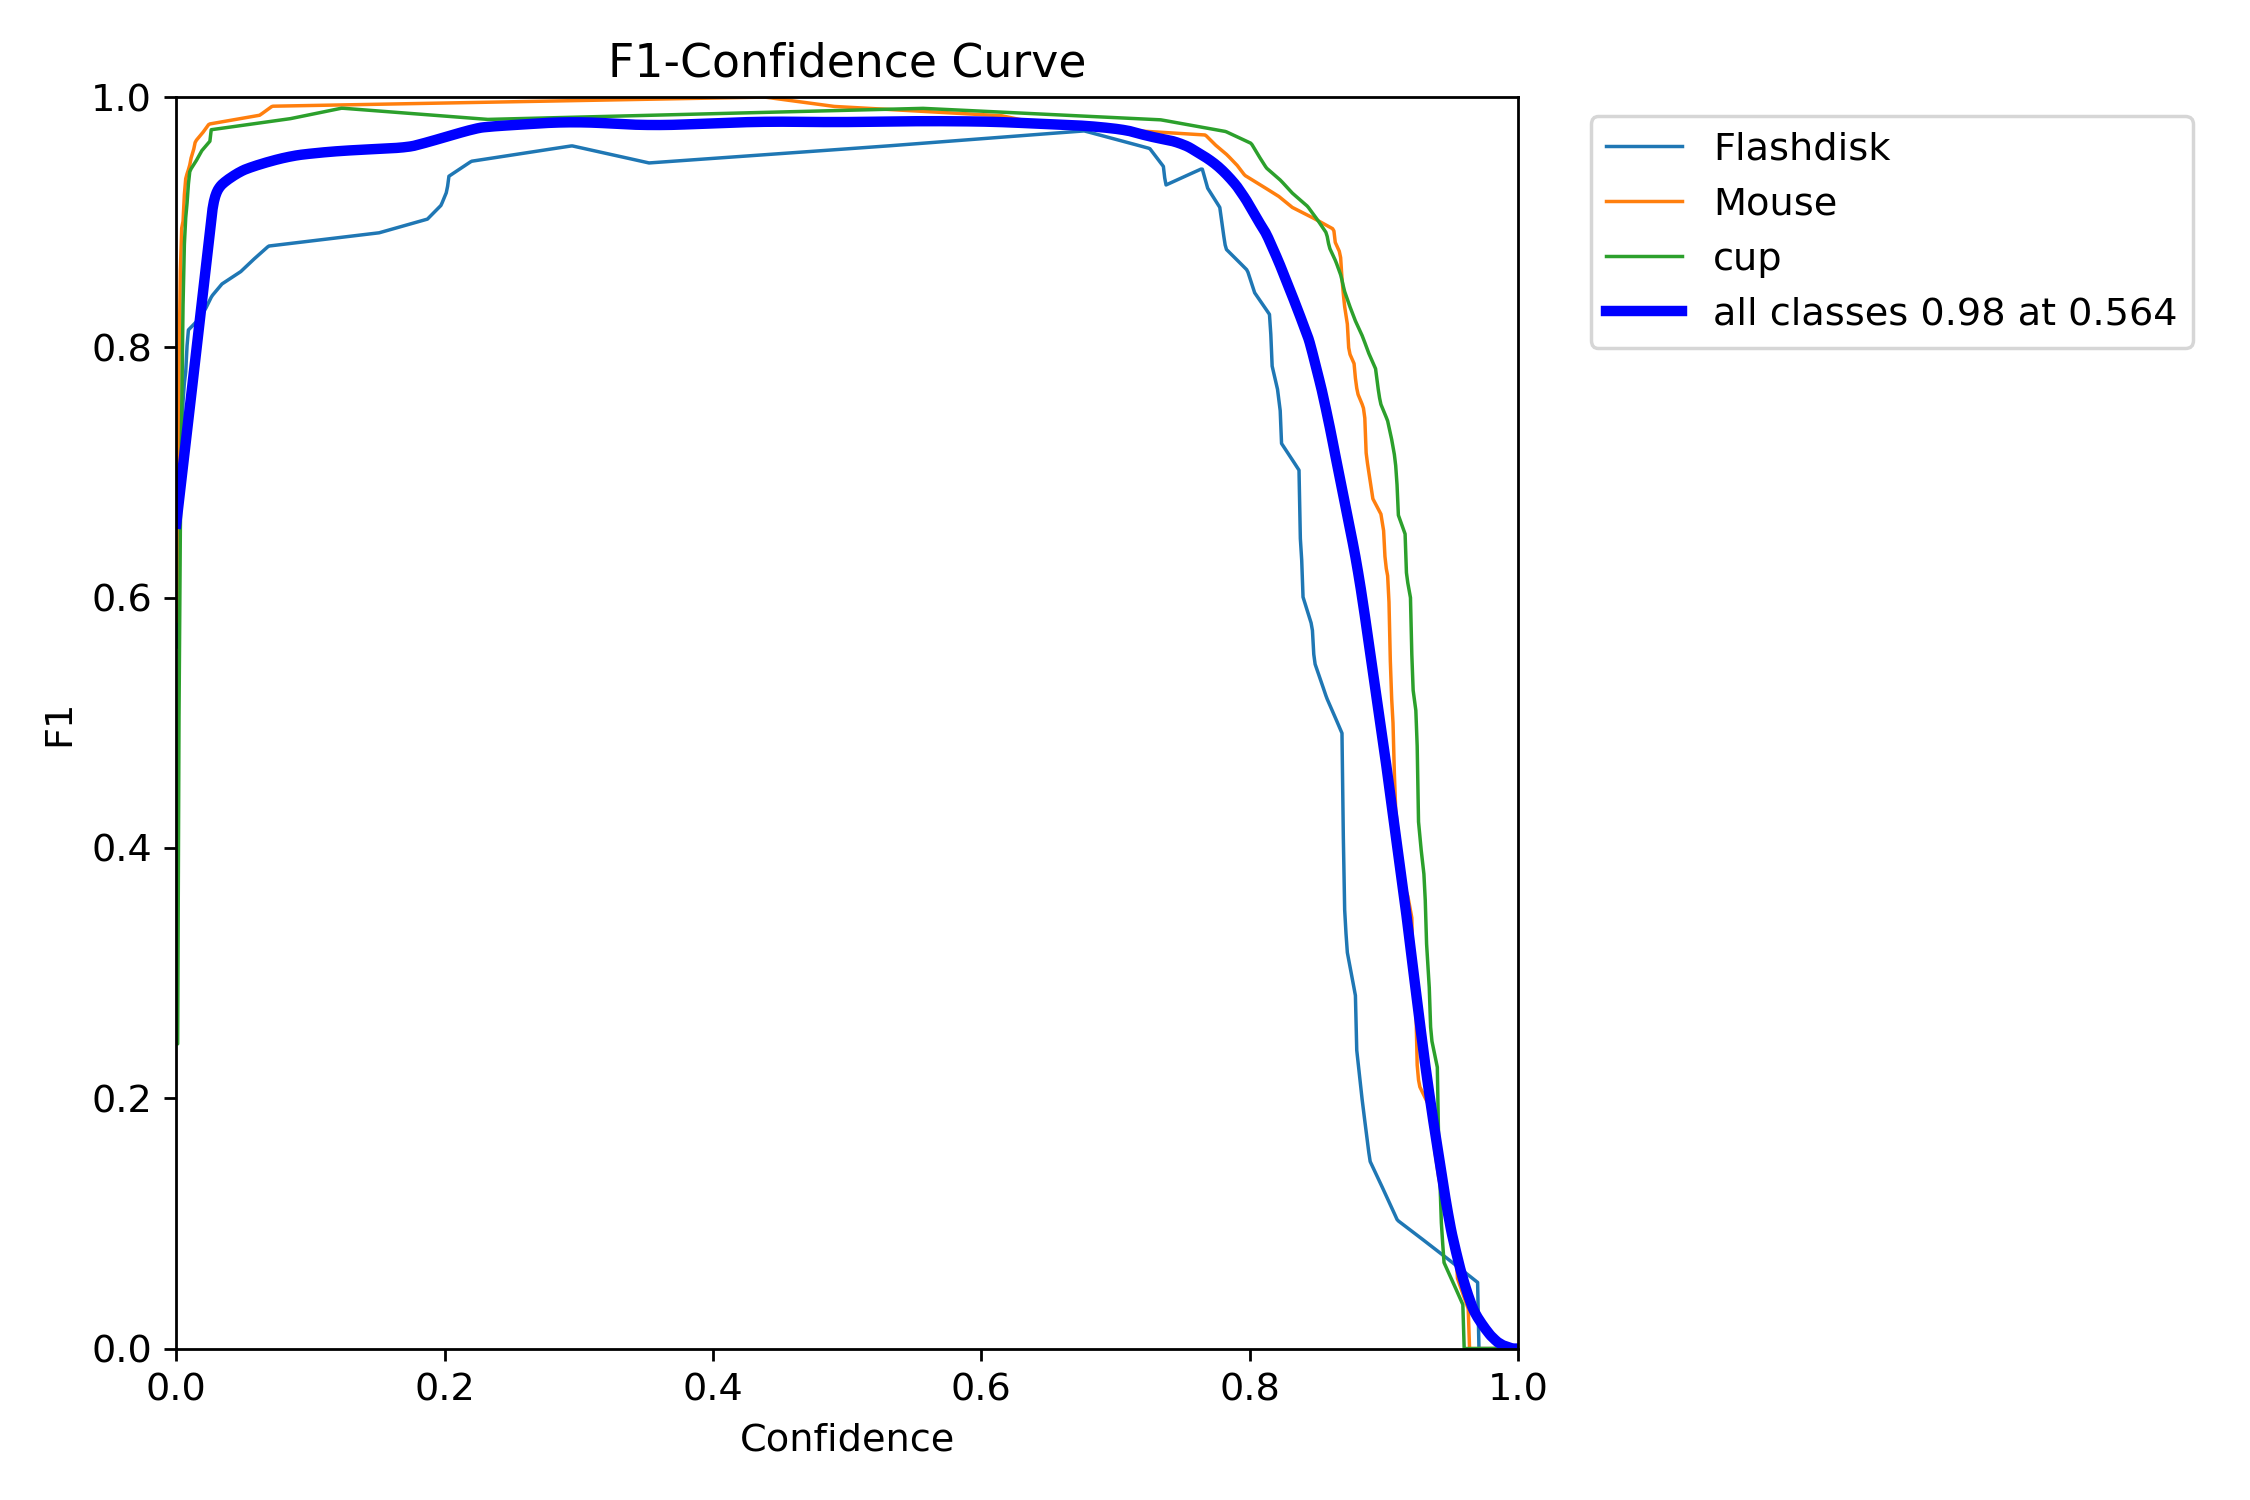 F1-Confidence Curve
1.0
0.8
0.6
0.4
0.2
0.0
F1
0.0 0.2 0.4 0.6 0.8 1.0
Confidence
Flashdisk
Mouse
cup
all classes 0.98 at 0.564